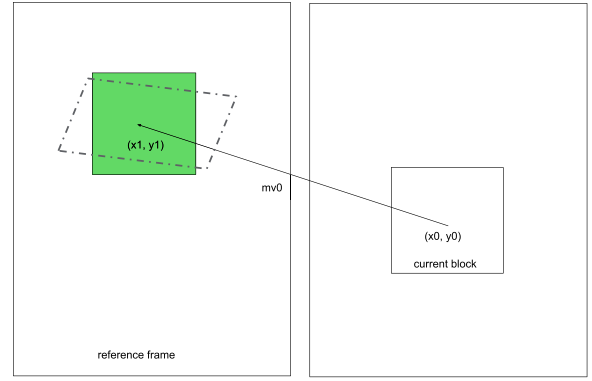 (x1, y1)
mv0
(x0, y0)
current block
reference frame